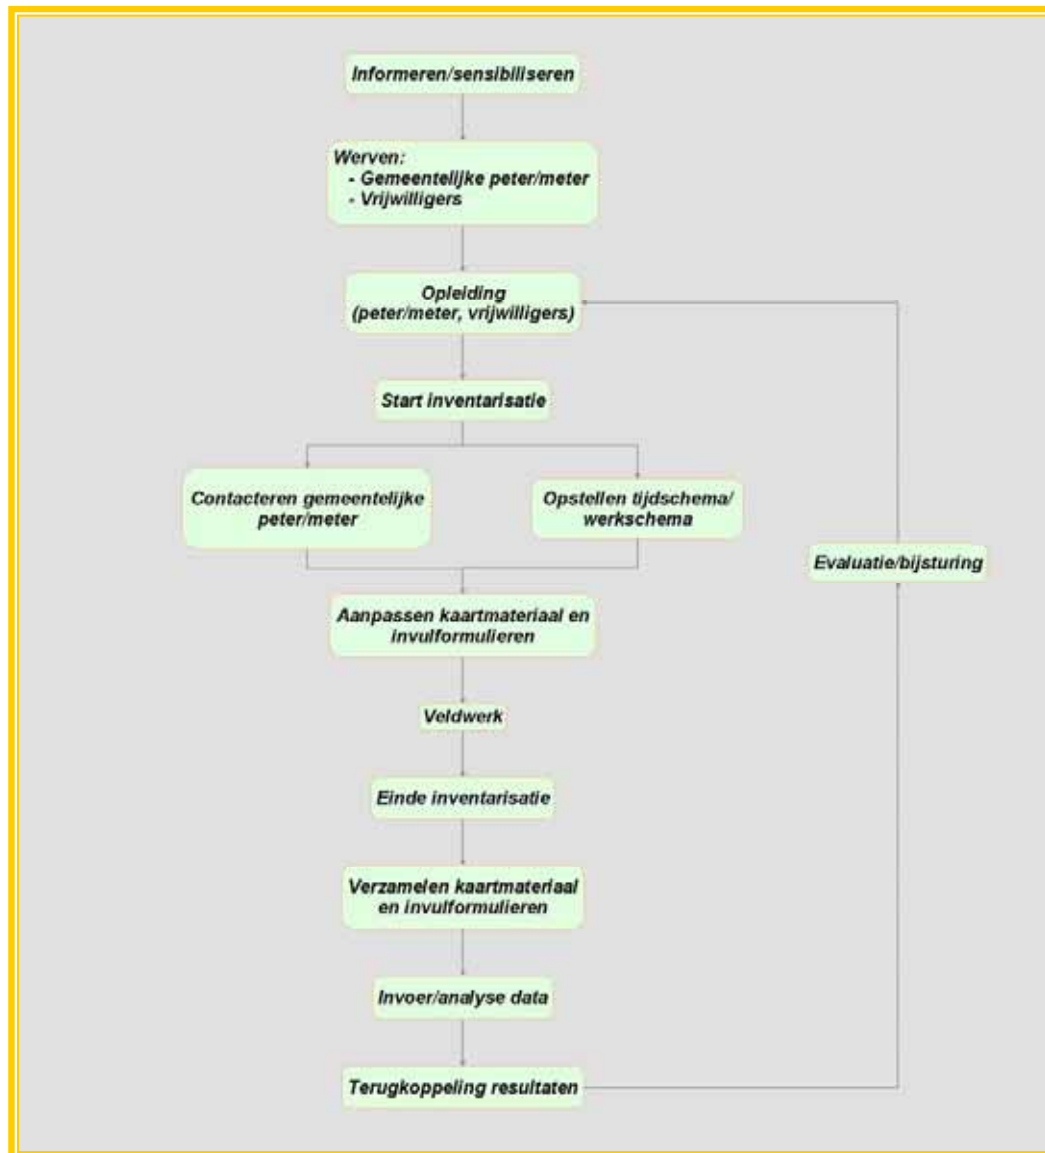 Informeren/sensibiliseren
Werven:
- Gemeentelijke peter/meter
- Vrijwilligers
Opleiding
(peter/meter, vrijwilligers)
Start inventarisatie
Contacteren gemeentelijke
peter/meter
Opstellen tijdschema/
werkschema
Evaluatie/bijsturing
Aanpassen kaartmateriaal en
invulformulieren
Veldwerk
Einde inventarisatie
Verzamelen kaartmateriaal
en invulformulieren
Invoer/analyse data
Terugkoppeling resultaten